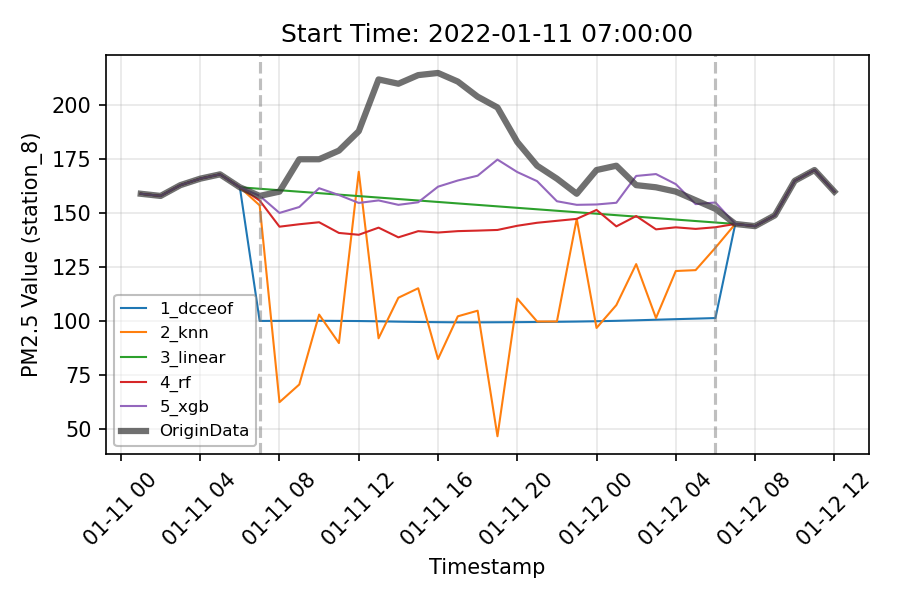 Start Time: 2022-01-11 07:00:00
PM2.5 Value (station_8)
200
175
150
125
100
75
50
1_dcceof
2_knn
3_linear
4_rf
5_xgb
OriginData
01-11 00
01-11 04
01-11 08
01-11 12
01-11 16
01-11 20
01-12 00
01-12 04
01-12 08
01-12 12
Timestamp